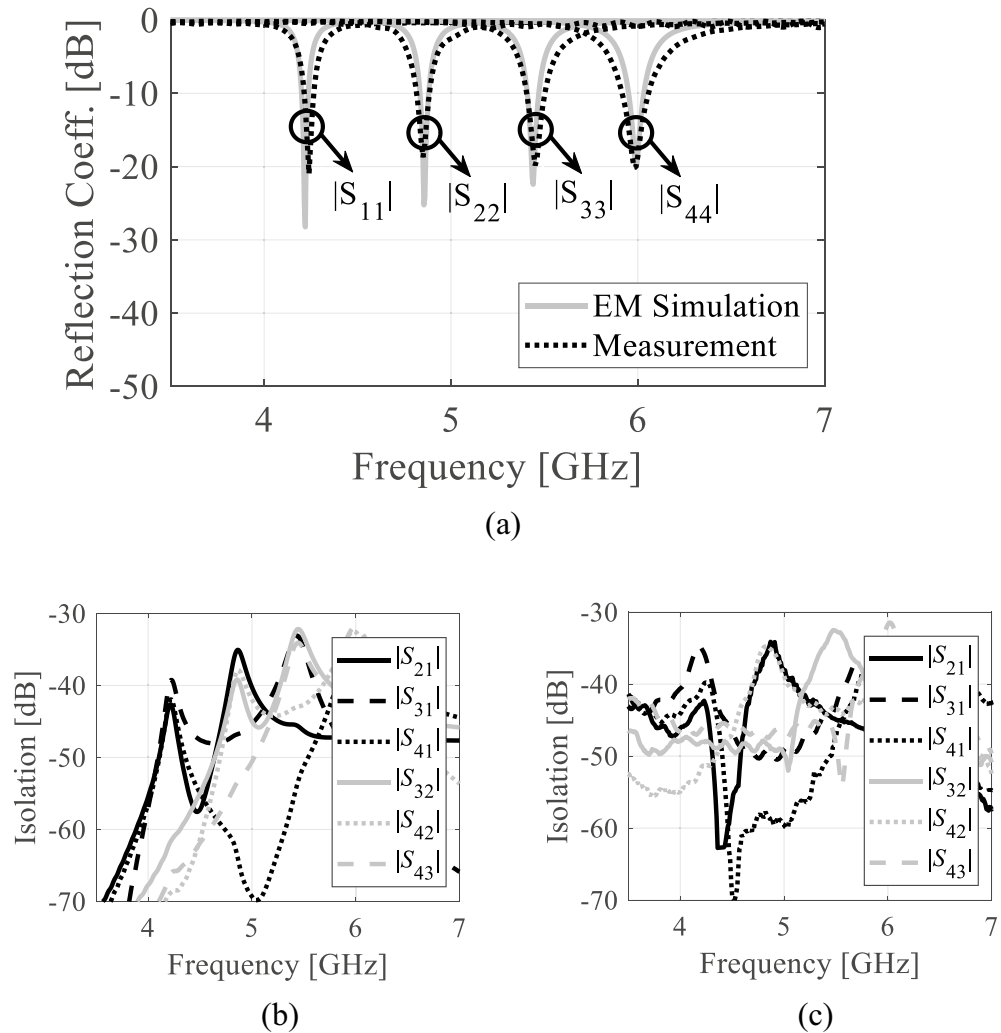 Reflection Coeff. [dB]
0
-10
-20
-30
-40
-50
|S11|
|S22|
|S33|
|S44|
EM Simulation
Measurement
4
5
6
7
Frequency [GHz]
(a)
Isolation [dB]
-30
-40
-50
-60
-70
|S21|
|S31|
|S41|
|S32|
|S42|
|S43|
4
5
6
7
Frequency [GHz]
(b)
Isolation [dB]
-30
-40
-50
-60
-70
|S21|
|S31|
|S41|
|S32|
|S42|
|S43|
4
5
6
7
Frequency [GHz]
(c)